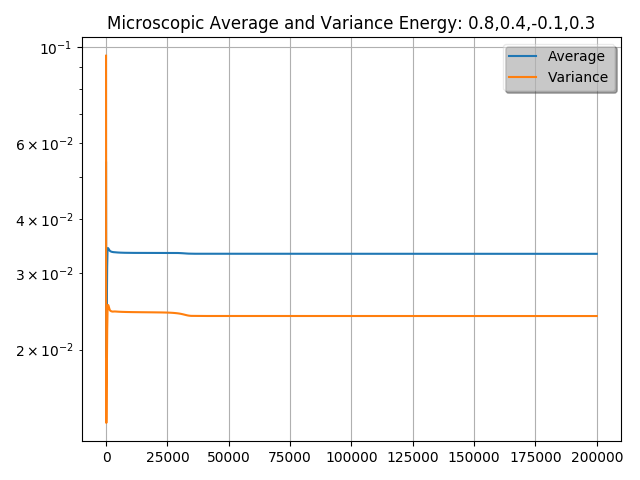 Microscopic Average and Variance Energy: 0.8,0.4,-0.1,0.3
10⁻¹
6 × 10⁻²
4 × 10⁻²
3 × 10⁻²
2 × 10⁻²
Average
Variance
0 25000 50000 75000 100000 125000 150000 175000 200000